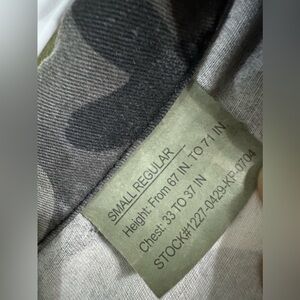 SMALL REGULAR
Height: From 67 IN. TO 71 IN
Chest: 33 TO 37 IN
STOCK#1227-0429-KP-0704